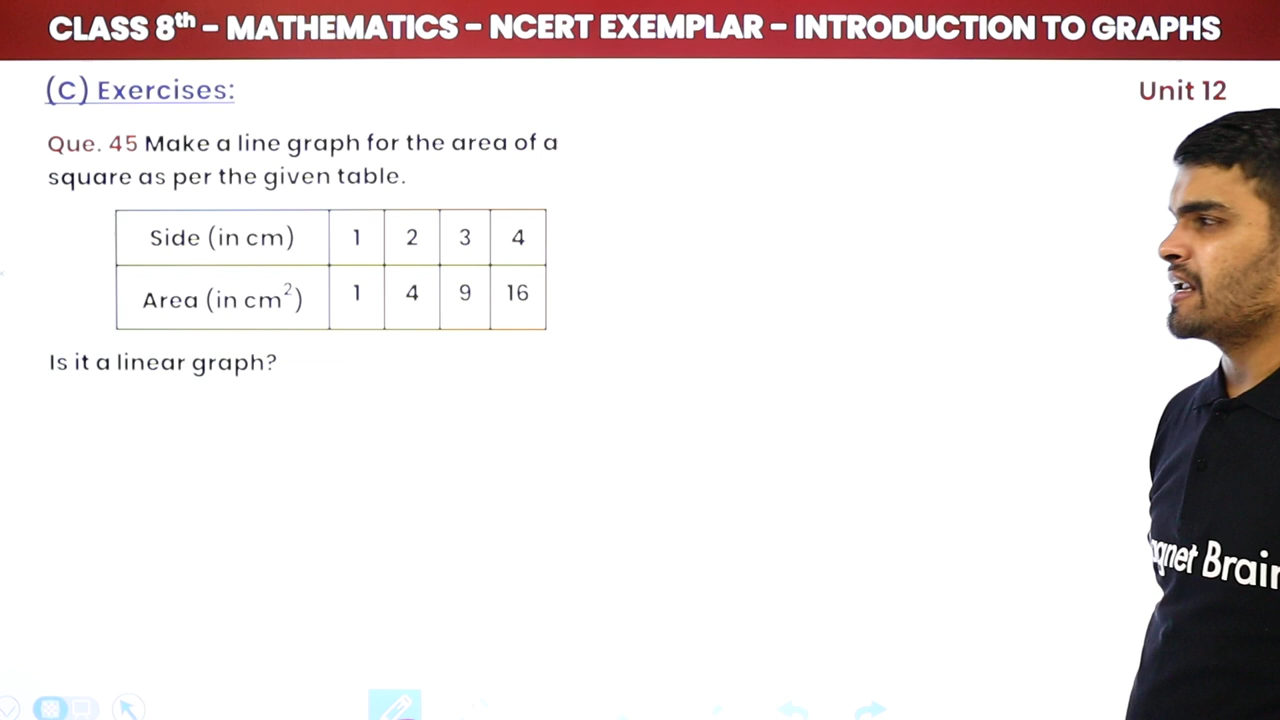 CLASS 8th - MATHEMATICS - NCERT EXEMPLAR - INTRODUCTION TO GRAPHS
(C) Exercises:
Unit 12
Que. 45 Make a line graph for the area of a
square as per the given table.
Side (in cm) 1 2 3 4
Area (in cm²) 1 4 9 16
Is it a linear graph?
gnet Brain